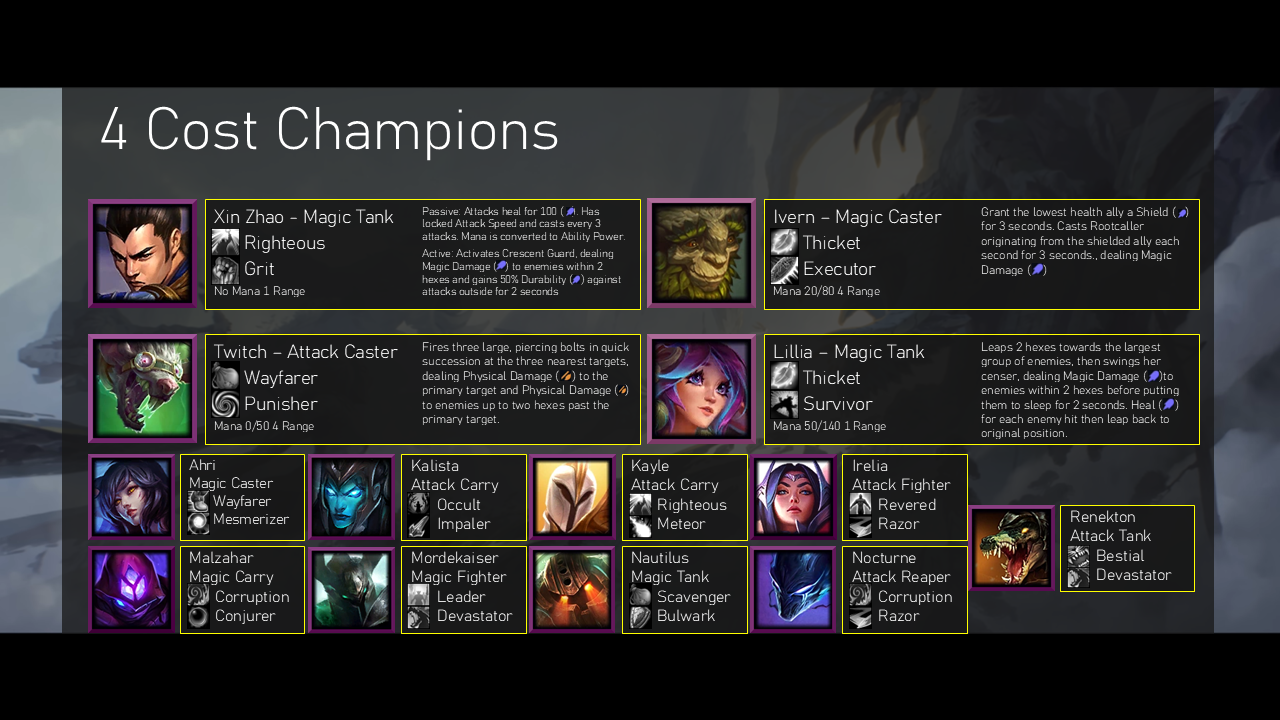 4 Cost Champions
Xin Zhao – Magic Tank
Righteous
Grit
No Mana 1 Range
Passive: Attacks heal for 100 ( ). Has
locked Attack Speed and casts every 3
attacks. Mana is converted to Ability Power.
Active: Activates Crescent Guard, dealing
Magic Damage ( ) to enemies within 2
hexes and gains 50% Durability ( ) against
attacks outside for 2 seconds
Ivern – Magic Caster
Thicket
Executor
Mana 20/80 4 Range
Grant the lowest health ally a Shield ( )
for 3 seconds. Casts Rootcaller
originating from the shielded ally each
second for 3 seconds., dealing Magic
Damage ( )
Twitch – Attack Caster
Wayfarer
Punisher
Mana 0/50 4 Range
Fires three large, piercing bolts in quick
succession at the three nearest targets,
dealing Physical Damage ( ) to the
primary target and Physical Damage ( )
to enemies up to two hexes past the
primary target.
Lillia – Magic Tank
Thicket
Survivor
Mana 50/140 1 Range
Leaps 2 hexes towards the largest
group of enemies, then swings her
censer, dealing Magic Damage ( )to
enemies within 2 hexes before putting
them to sleep for 2 seconds. Heal ( )
for each enemy hit then leap back to
original position.
Ahri
Magic Caster
Wayfarer
Mesmerizer
Kalista
Attack Carry
Occult
Impaler
Kayle
Attack Carry
Righteous
Meteor
Irelia
Attack Fighter
Revered
Razor
Renekton
Attack Tank
Bestial
Devastator
Malzahar
Magic Carry
Corruption
Conjurer
Mordekaiser
Magic Fighter
Leader
Devastator
Nautilus
Magic Tank
Scavenger
Bulwark
Nocturne
Attack Reaper
Corruption
Razor